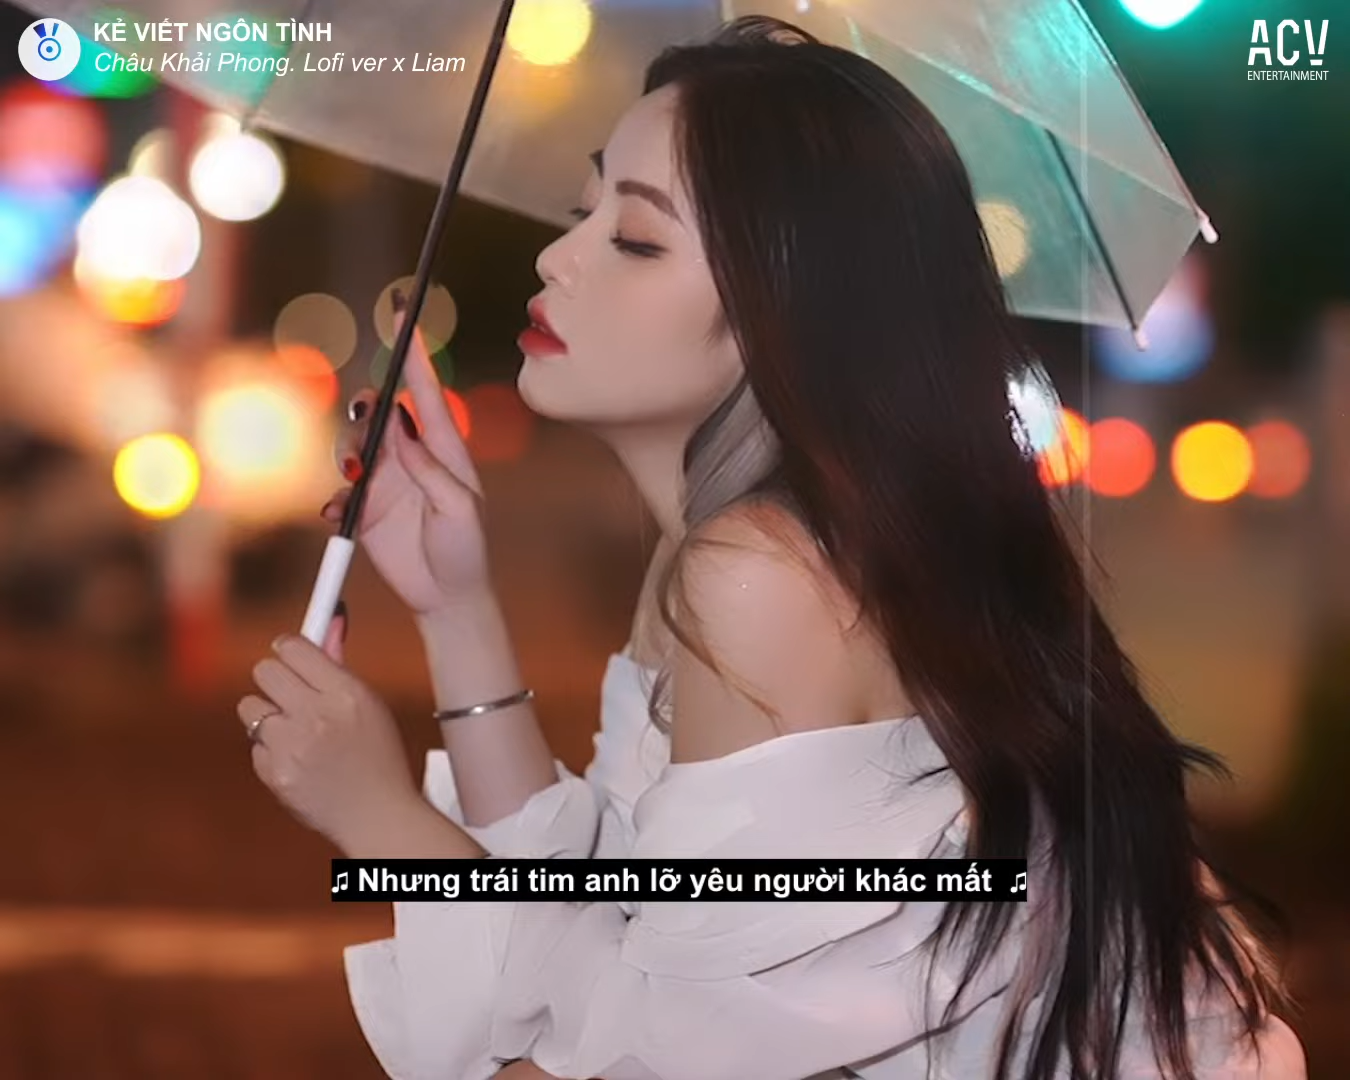 KẺ VIẾT NGÔN TÌNH
Châu Khải Phong. Lofi ver x Liam
ACV
ENTERTAINMENT
♫ Nhưng trái tim anh lỡ yêu người khác mất ♫